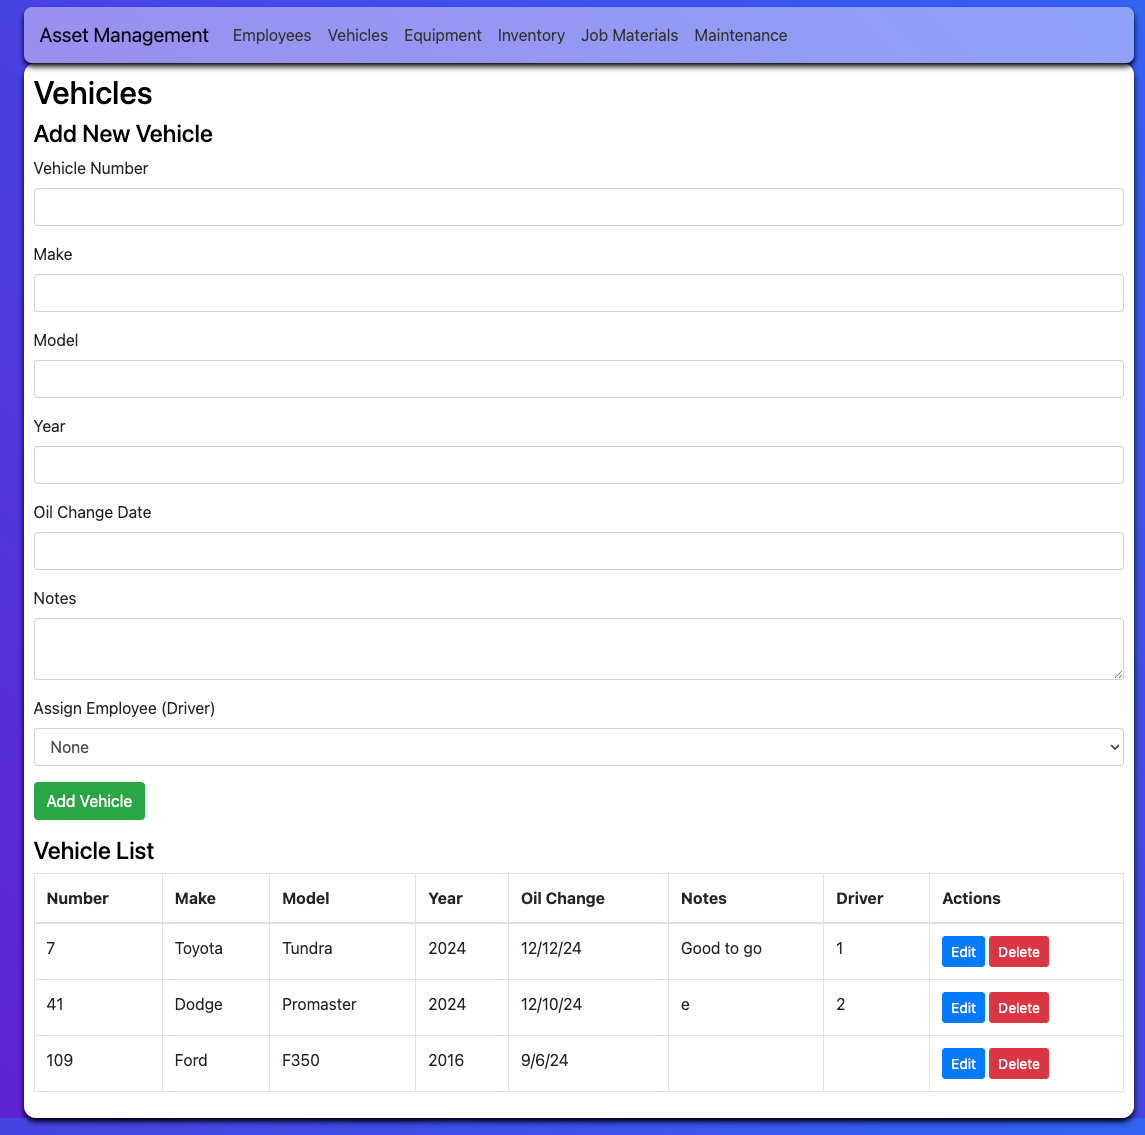 Asset Management Employees Vehicles Equipment Inventory Job Materials Maintenance
Vehicles
Add New Vehicle
Vehicle Number
Make
Model
Year
Oil Change Date
Notes
Assign Employee (Driver)
None
Add Vehicle
Vehicle List
Number Make Model Year Oil Change Notes Driver Actions
7 Toyota Tundra 2024 12/12/24 Good to go 1 Edit Delete
41 Dodge Promaster 2024 12/10/24 e 2 Edit Delete
109 Ford F350 2016 9/6/24 Edit Delete